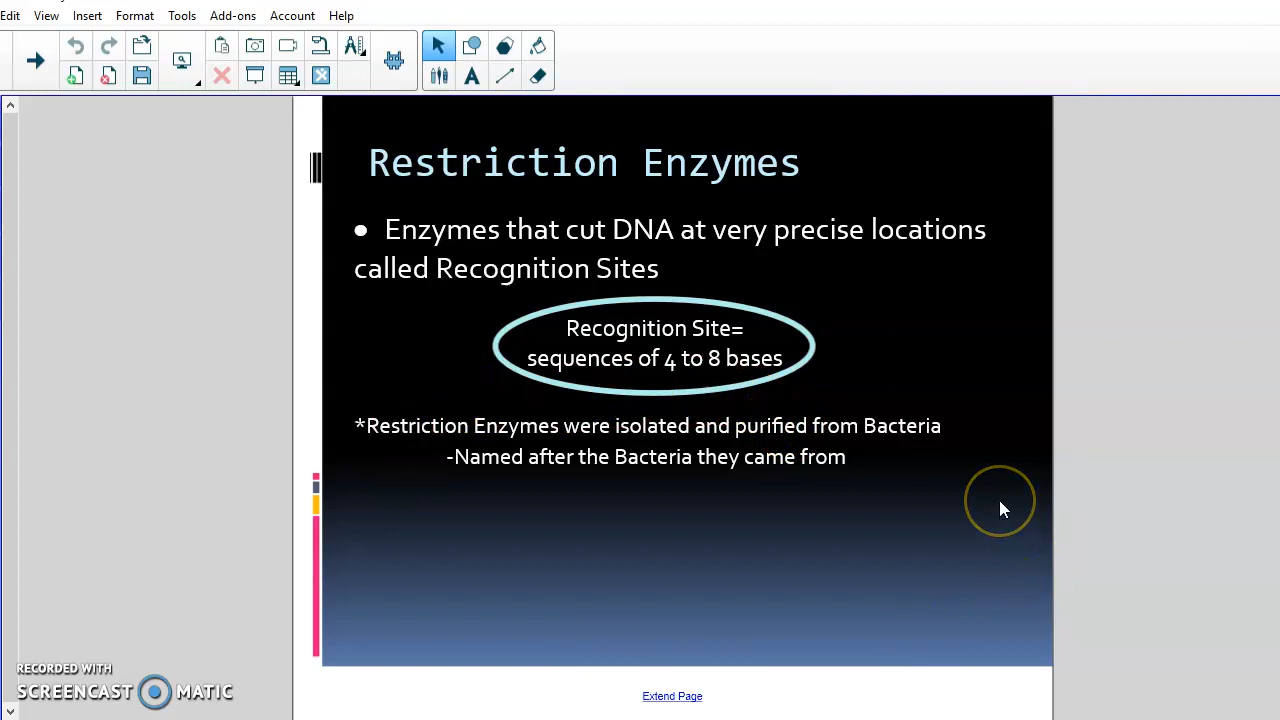 Edit View Insert Format Tools Add-ons Account Help
Restriction Enzymes
● Enzymes that cut DNA at very precise locations
called Recognition Sites
Recognition Site=
sequences of 4 to 8 bases
*Restriction Enzymes were isolated and purified from Bacteria
-Named after the Bacteria they came from
RECORDED WITH
SCREENCAST MATIC
Extend Page